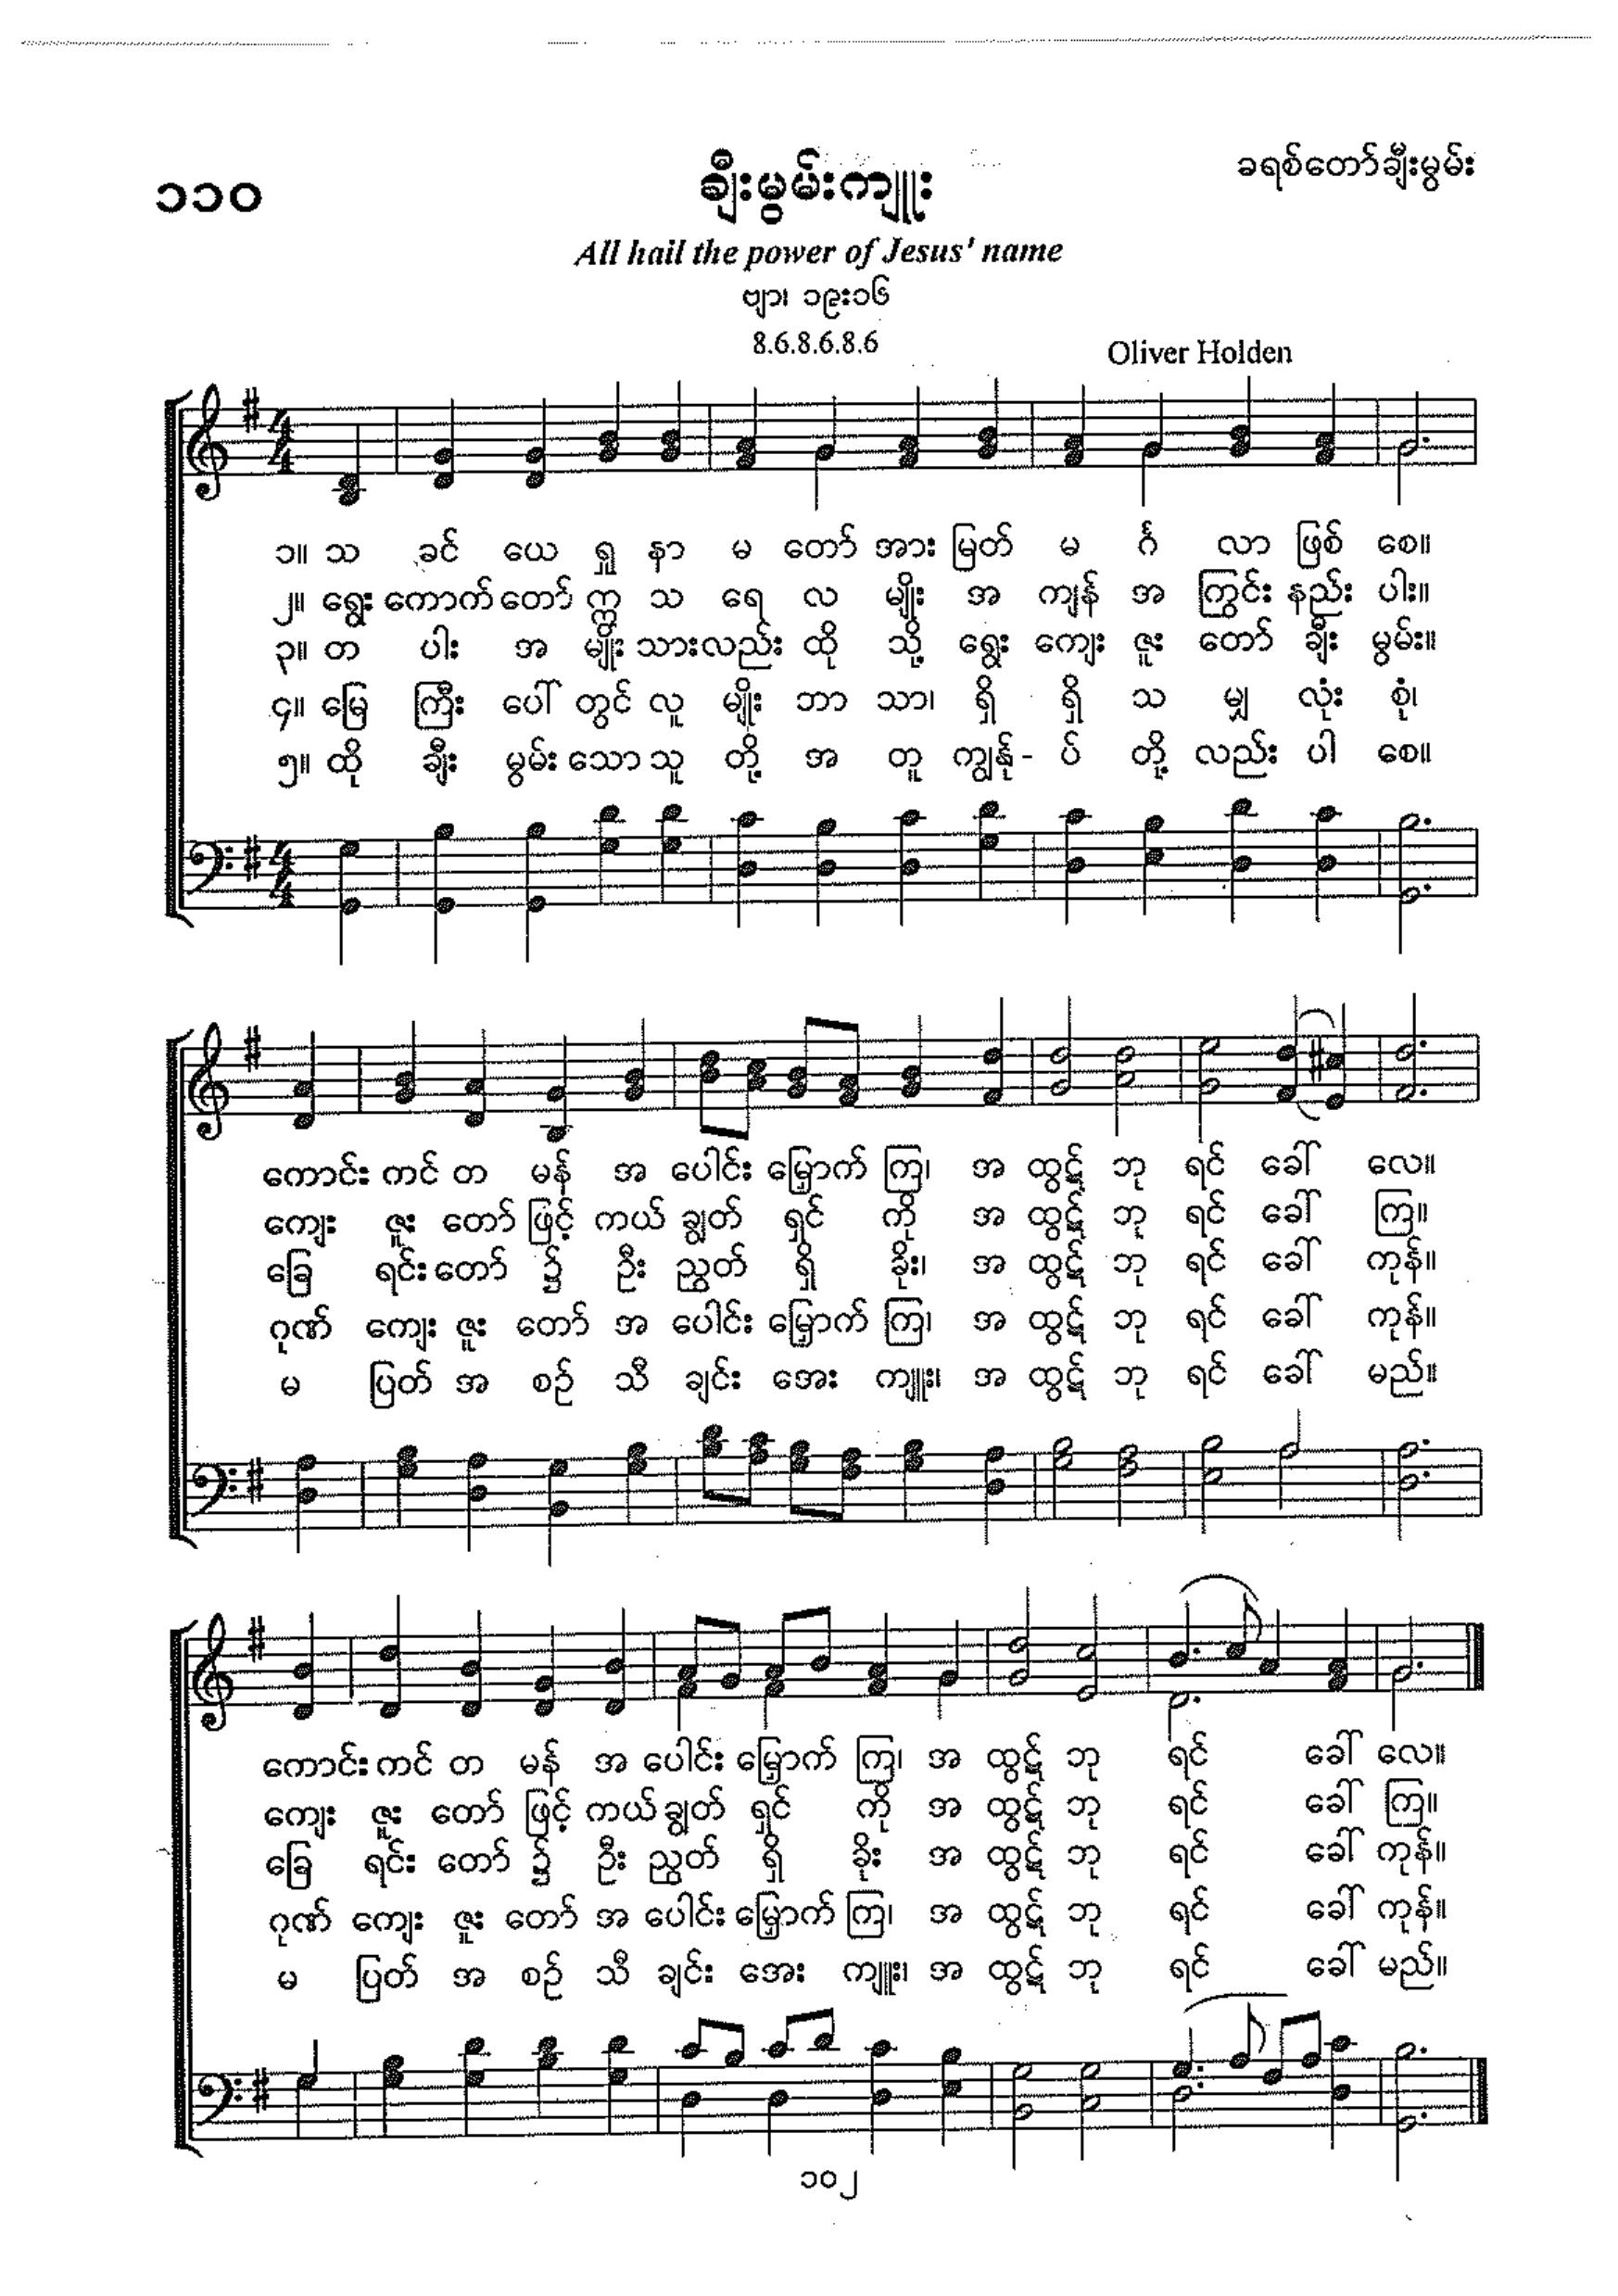 ၁၁၀
ခရစ်တော်ချီးမွမ်း
ချီးမွမ်းကျူး
All hail the power of Jesus' name
ဗျာ၊ ၁၉း၁၆
8.6.8.6.8.6
Oliver Holden
၁။ သ ခင် ယေ ရှု နာ မ တော် အား မြတ် မ င်္ဂ လာ ဖြစ် စေ။
၂။ ရွေး ကောက် တော် ဣ သ ရေ လ မျိုး အ ကျန် အ ကြွင်း နည်း ပါး။
၃။ တ ပါး အ မျိုး သား လည်း ထို သို့ ရွေး ကျေး ဇူး တော် ချီး မွမ်း။
၄။ မြေ ကြီး ပေါ် တွင် လူ မျိုး ဘာ သာ၊ ရှိ ရှိ သ မျှ လုံး စုံ၊
၅။ ထို ချီး မွမ်း သော သူ တို့ အ တူ ကျွန်ု - ပ် တို့ လည်း ပါ စေ။
ကောင်း ကင် တ မန် အ ပေါင်း မြှောက် ကြ၊ အ ထွဋ် ဘု ရင် ခေါ် လေ။
ကျေး ဇူး တော် ဖြင့် ကယ် ချွတ် ရှင် ကို အ ထွဋ် ဘု ရင် ခေါ် ကြ။
ခြေ ရင်း တော် ၌ ဦး ညွှတ် ရှိ ခိုး၊ အ ထွဋ် ဘု ရင် ခေါ် ကုန်။
ဂုဏ် ကျေး ဇူး တော် အ ပေါင်း မြှောက် ကြ၊ အ ထွဋ် ဘု ရင် ခေါ် ကုန်။
မ ပြတ် အ စဉ် သီ ချင်း အေး ကျူး၊ အ ထွဋ် ဘု ရင် ခေါ် မည်။
ကောင်း ကင် တ မန် အ ပေါင်း မြှောက် ကြ၊ အ ထွဋ် ဘု ရင် ခေါ် လေ။
ကျေး ဇူး တော် ဖြင့် ကယ် ချွတ် ရှင် ကို အ ထွဋ် ဘု ရင် ခေါ် ကြ။
ခြေ ရင်း တော် ၌ ဦး ညွှတ် ရှိ ခိုး အ ထွဋ် ဘု ရင် ခေါ် ကုန်။
ဂုဏ် ကျေး ဇူး တော် အ ပေါင်း မြှောက် ကြ၊ အ ထွဋ် ဘု ရင် ခေါ် ကုန်။
မ ပြတ် အ စဉ် သီ ချင်း အေး ကျူး၊ အ ထွဋ် ဘု ရင် ခေါ် မည်။
၁၀၂